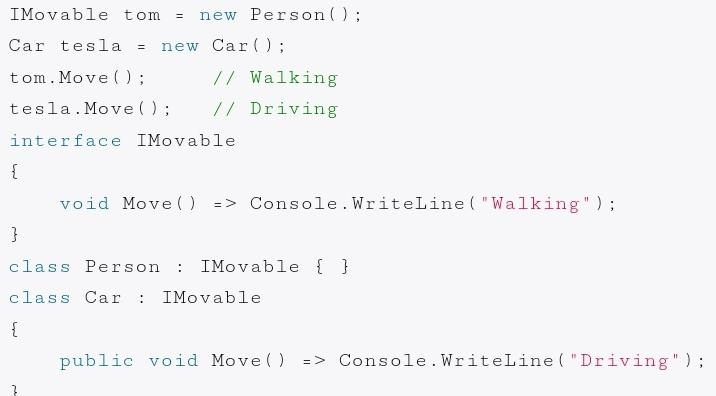 IMovable tom = new Person();
Car tesla = new Car();
tom.Move();     // Walking
tesla.Move();   // Driving
interface IMovable
{
    void Move() => Console.WriteLine("Walking");
}
class Person : IMovable { }
class Car : IMovable
{
    public void Move() => Console.WriteLine("Driving");
}